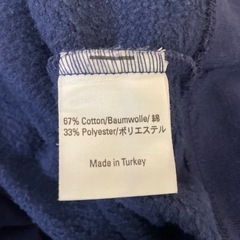 67% Cotton/Baumwolle/ 綿
33% Polyester/ポリエステル
Made in Turkey